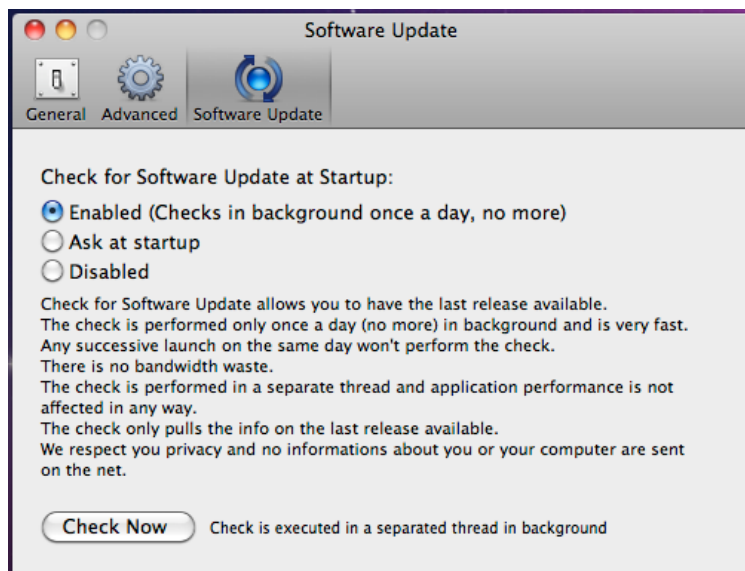 Software Update
General Advanced Software Update
Check for Software Update at Startup:
Enabled (Checks in background once a day, no more)
Ask at startup
Disabled
Check for Software Update allows you to have the last release available.
The check is performed only once a day (no more) in background and is very fast.
Any successive launch on the same day won't perform the check.
There is no bandwidth waste.
The check is performed in a separate thread and application performance is not
affected in any way.
The check only pulls the info on the last release available.
We respect you privacy and no informations about you or your computer are sent
on the net.
Check Now Check is executed in a separated thread in background